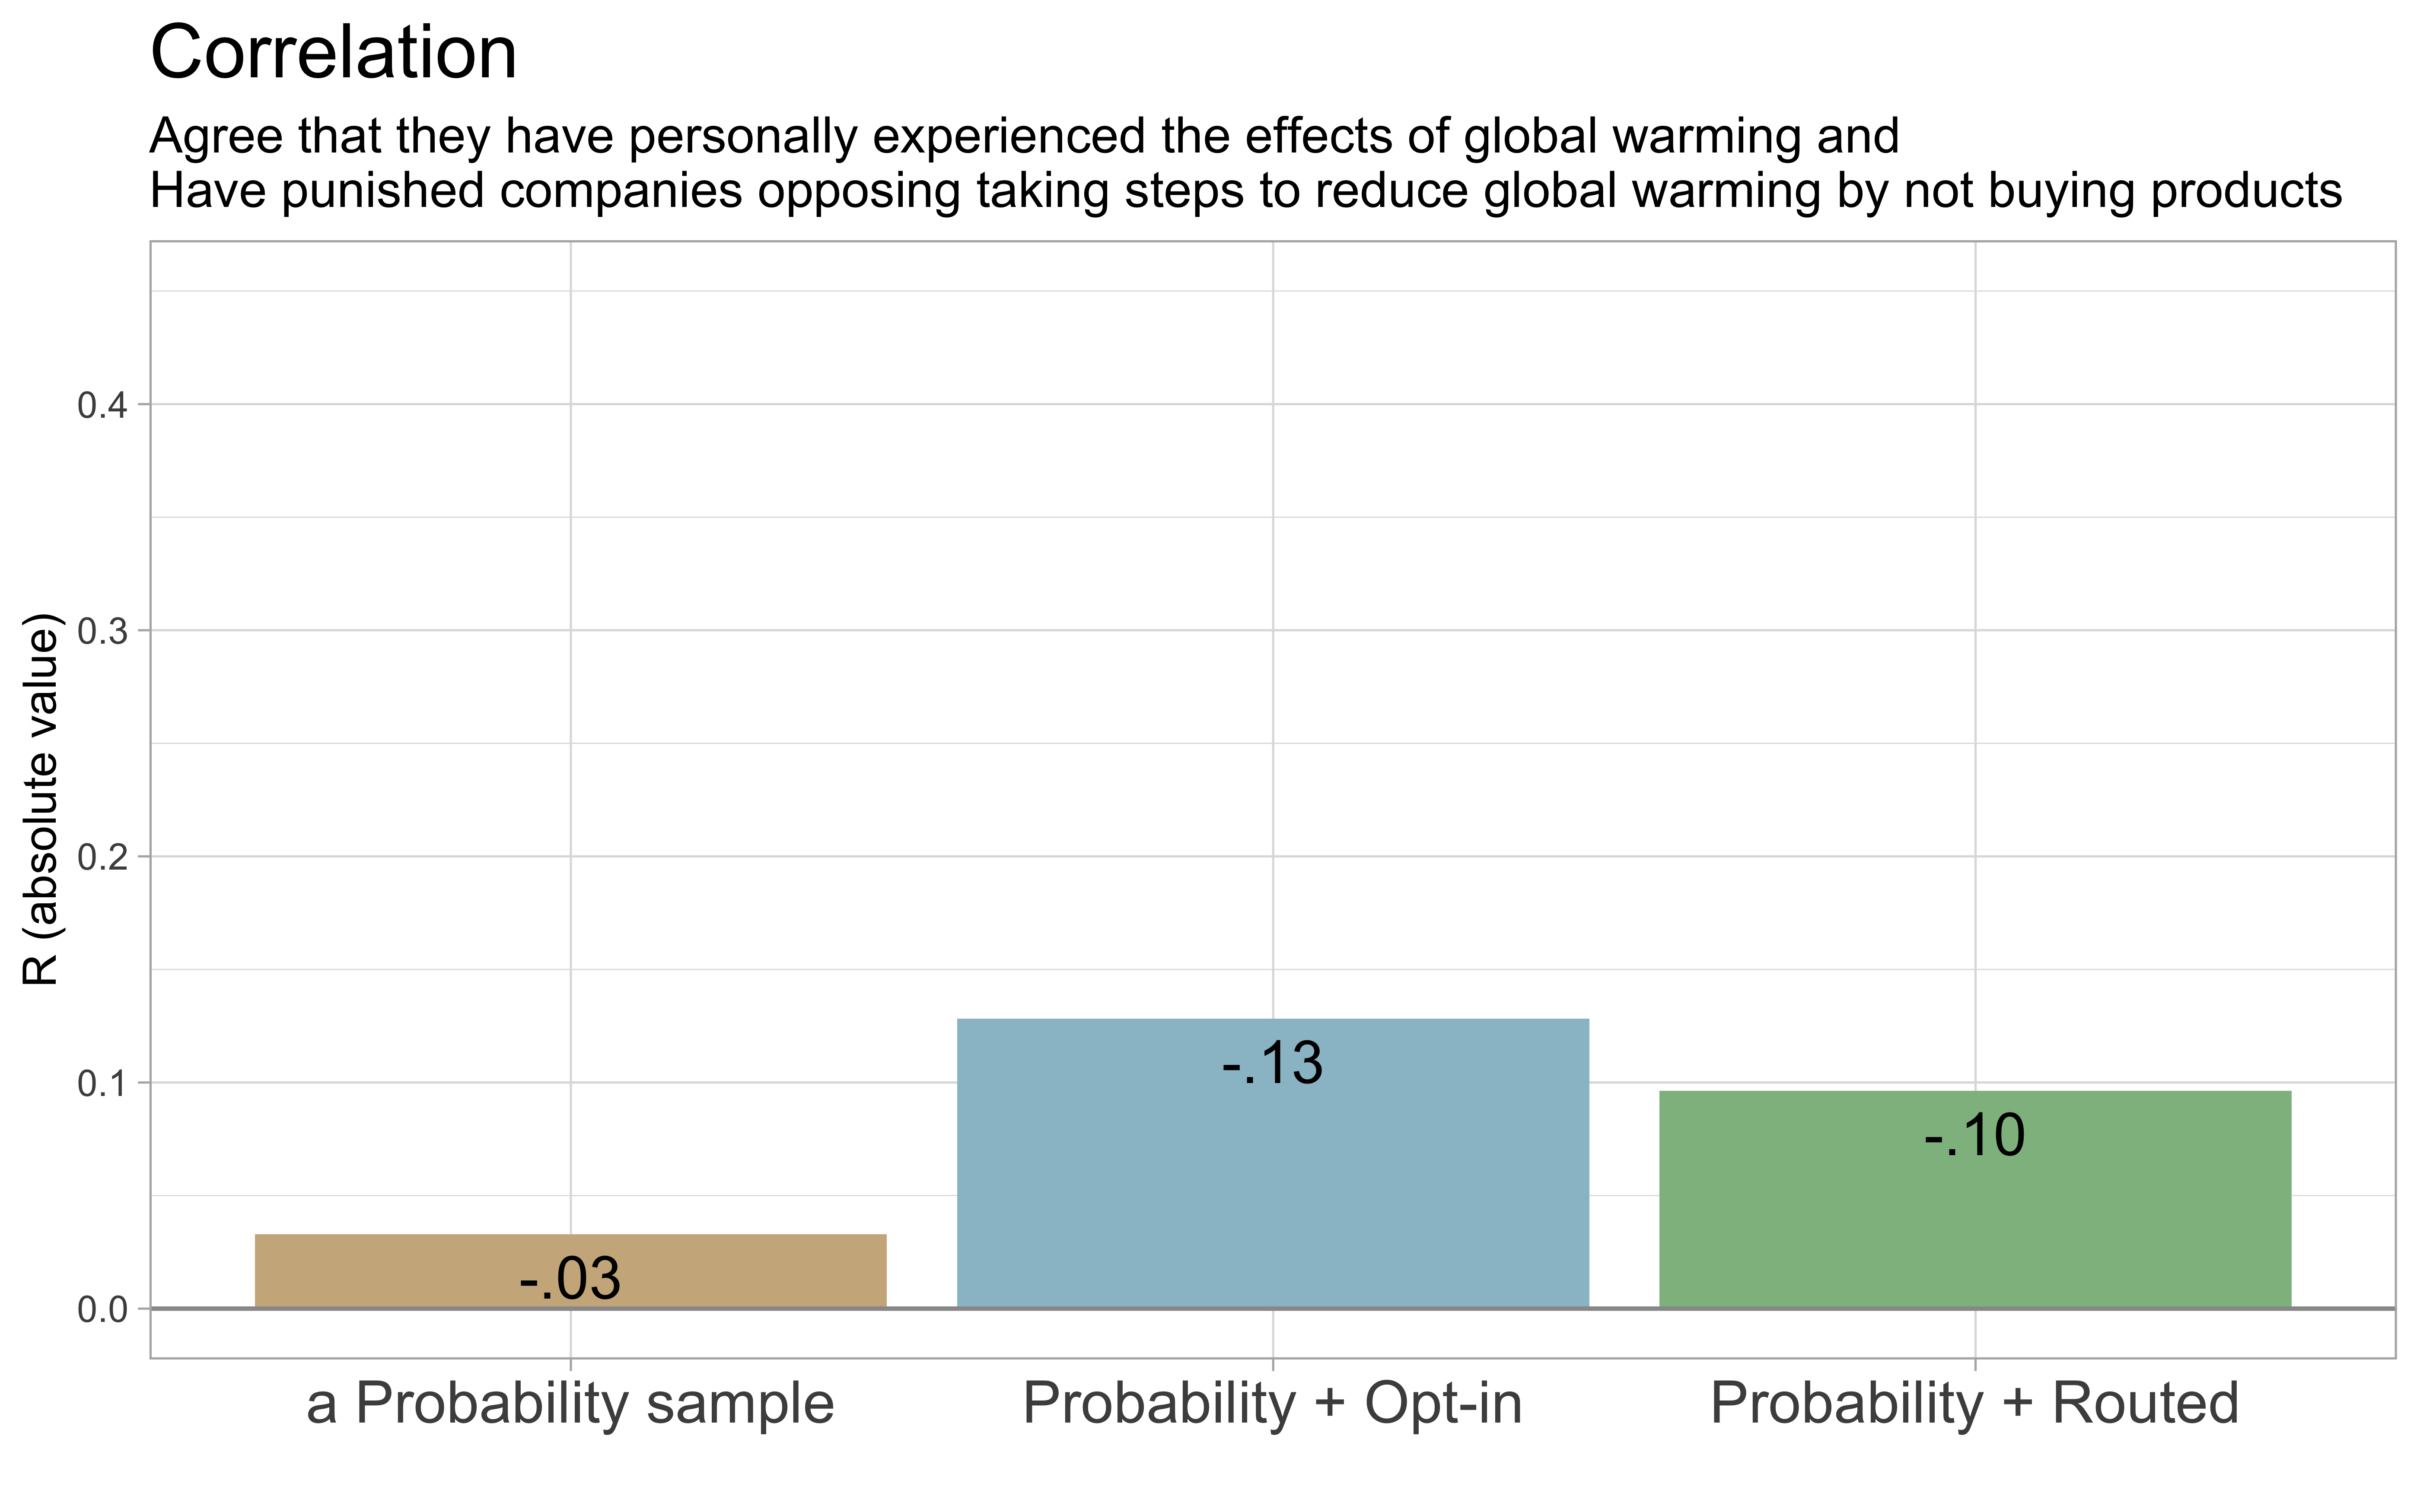 Correlation
Agree that they have personally experienced the effects of global warming and
Have punished companies opposing taking steps to reduce global warming by not buying products
R (absolute value)
0.4
0.3
0.2
0.1
0.0
-.03
-.13
-.10
a Probability sample
Probability + Opt-in
Probability + Routed